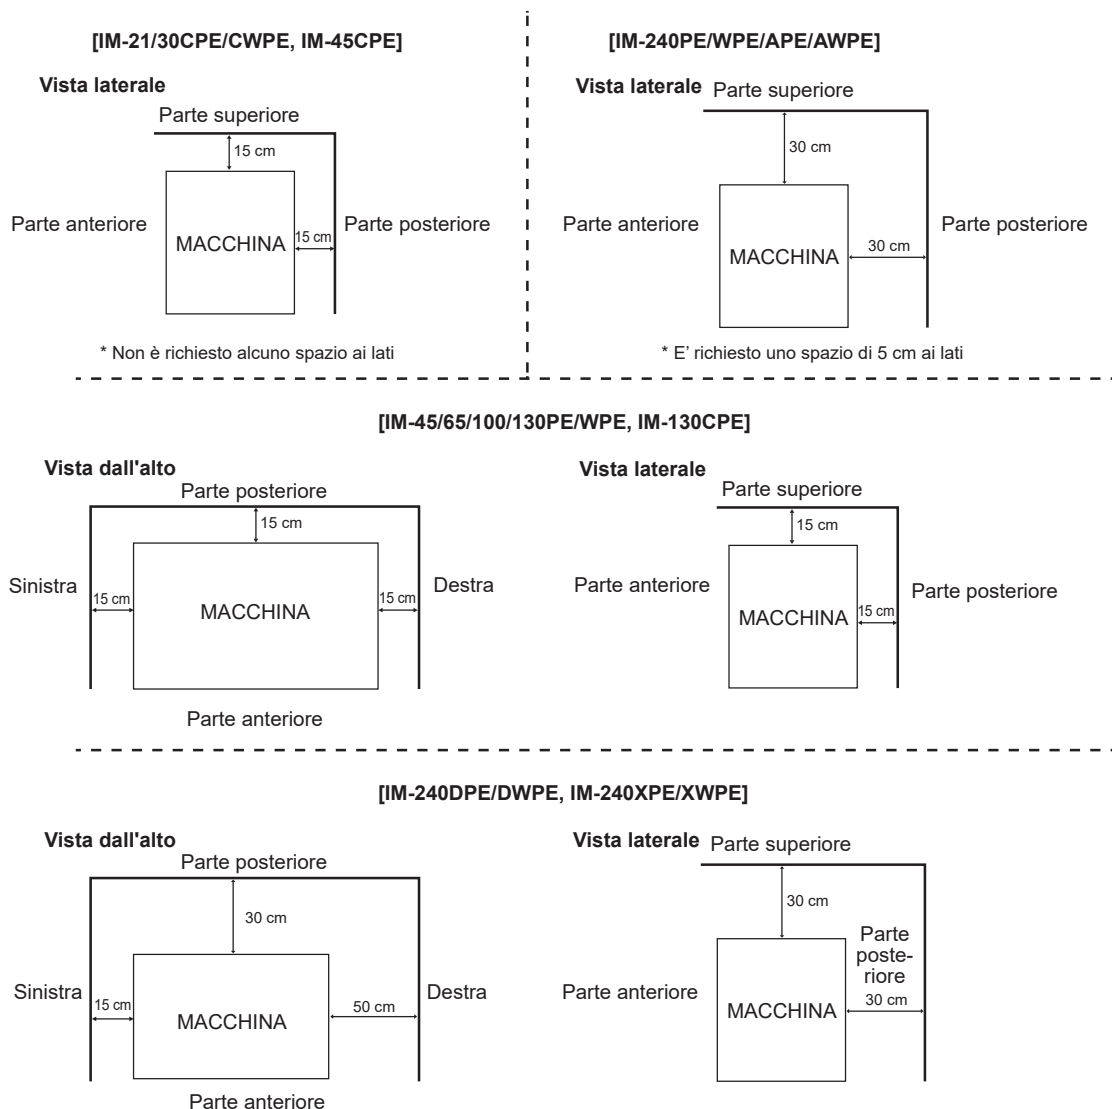 [IM-21/30CPE/CWPE, IM-45CPE]
Vista laterale
Parte superiore
15 cm
Parte anteriore
MACCHINA
15 cm
Parte posteriore
* Non è richiesto alcuno spazio ai lati
[IM-240PE/WPE/APE/AWPE]
Vista laterale
Parte superiore
30 cm
Parte anteriore
MACCHINA
30 cm
Parte posteriore
* E’ richiesto uno spazio di 5 cm ai lati
[IM-45/65/100/130PE/WPE, IM-130CPE]
Vista dall'alto
Parte posteriore
15 cm
Sinistra
15 cm
MACCHINA
15 cm
Destra
Parte anteriore
Vista laterale
Parte superiore
15 cm
Parte anteriore
MACCHINA
15 cm
Parte posteriore
[IM-240DPE/DWPE, IM-240XPE/XWPE]
Vista dall'alto
Parte posteriore
30 cm
Sinistra
15 cm
MACCHINA
50 cm
Destra
Parte anteriore
Vista laterale
Parte superiore
30 cm
Parte anteriore
MACCHINA
Parte
poste-
riore
30 cm